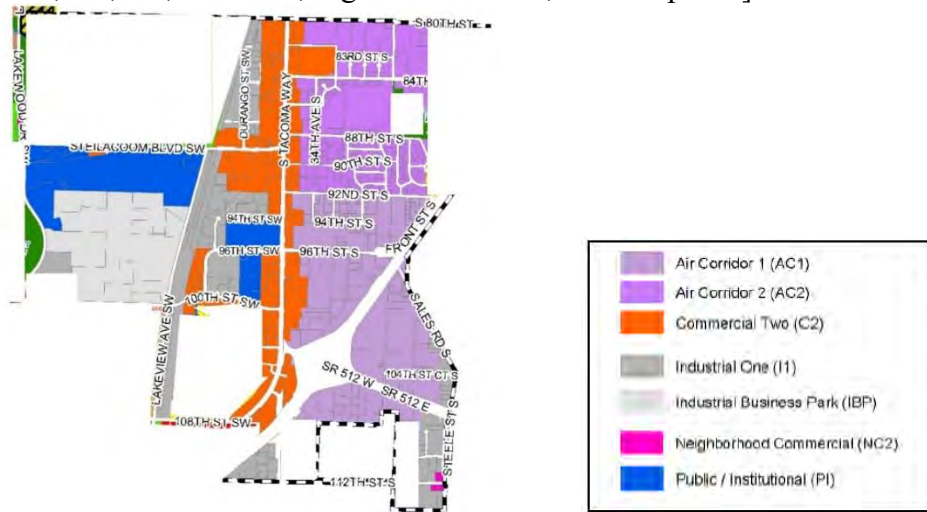 S 80TH ST
LAKEWOOD DR SW
DURANGO ST SW
S TACOMA WAY
83RD ST S
84TH
34TH AVE S
STEILACOOM BLVD SW
88TH ST S
90TH ST S
92ND ST S
94TH ST SW
94TH ST S
FRONT ST S
96TH ST SW
96TH ST S
LAKEVIEW AVE SW
100TH ST SW
SALES RD S
104TH ST CT S
SR 512 W
SR 512 E
108TH ST SW
STEELE ST S
112TH ST S
Air Corridor 1 (AC1)
Air Corridor 2 (AC2)
Commercial Two (C2)
Industrial One (I1)
Industrial Business Park (IBP)
Neighborhood Commercial (NC2)
Public / Institutional (PI)